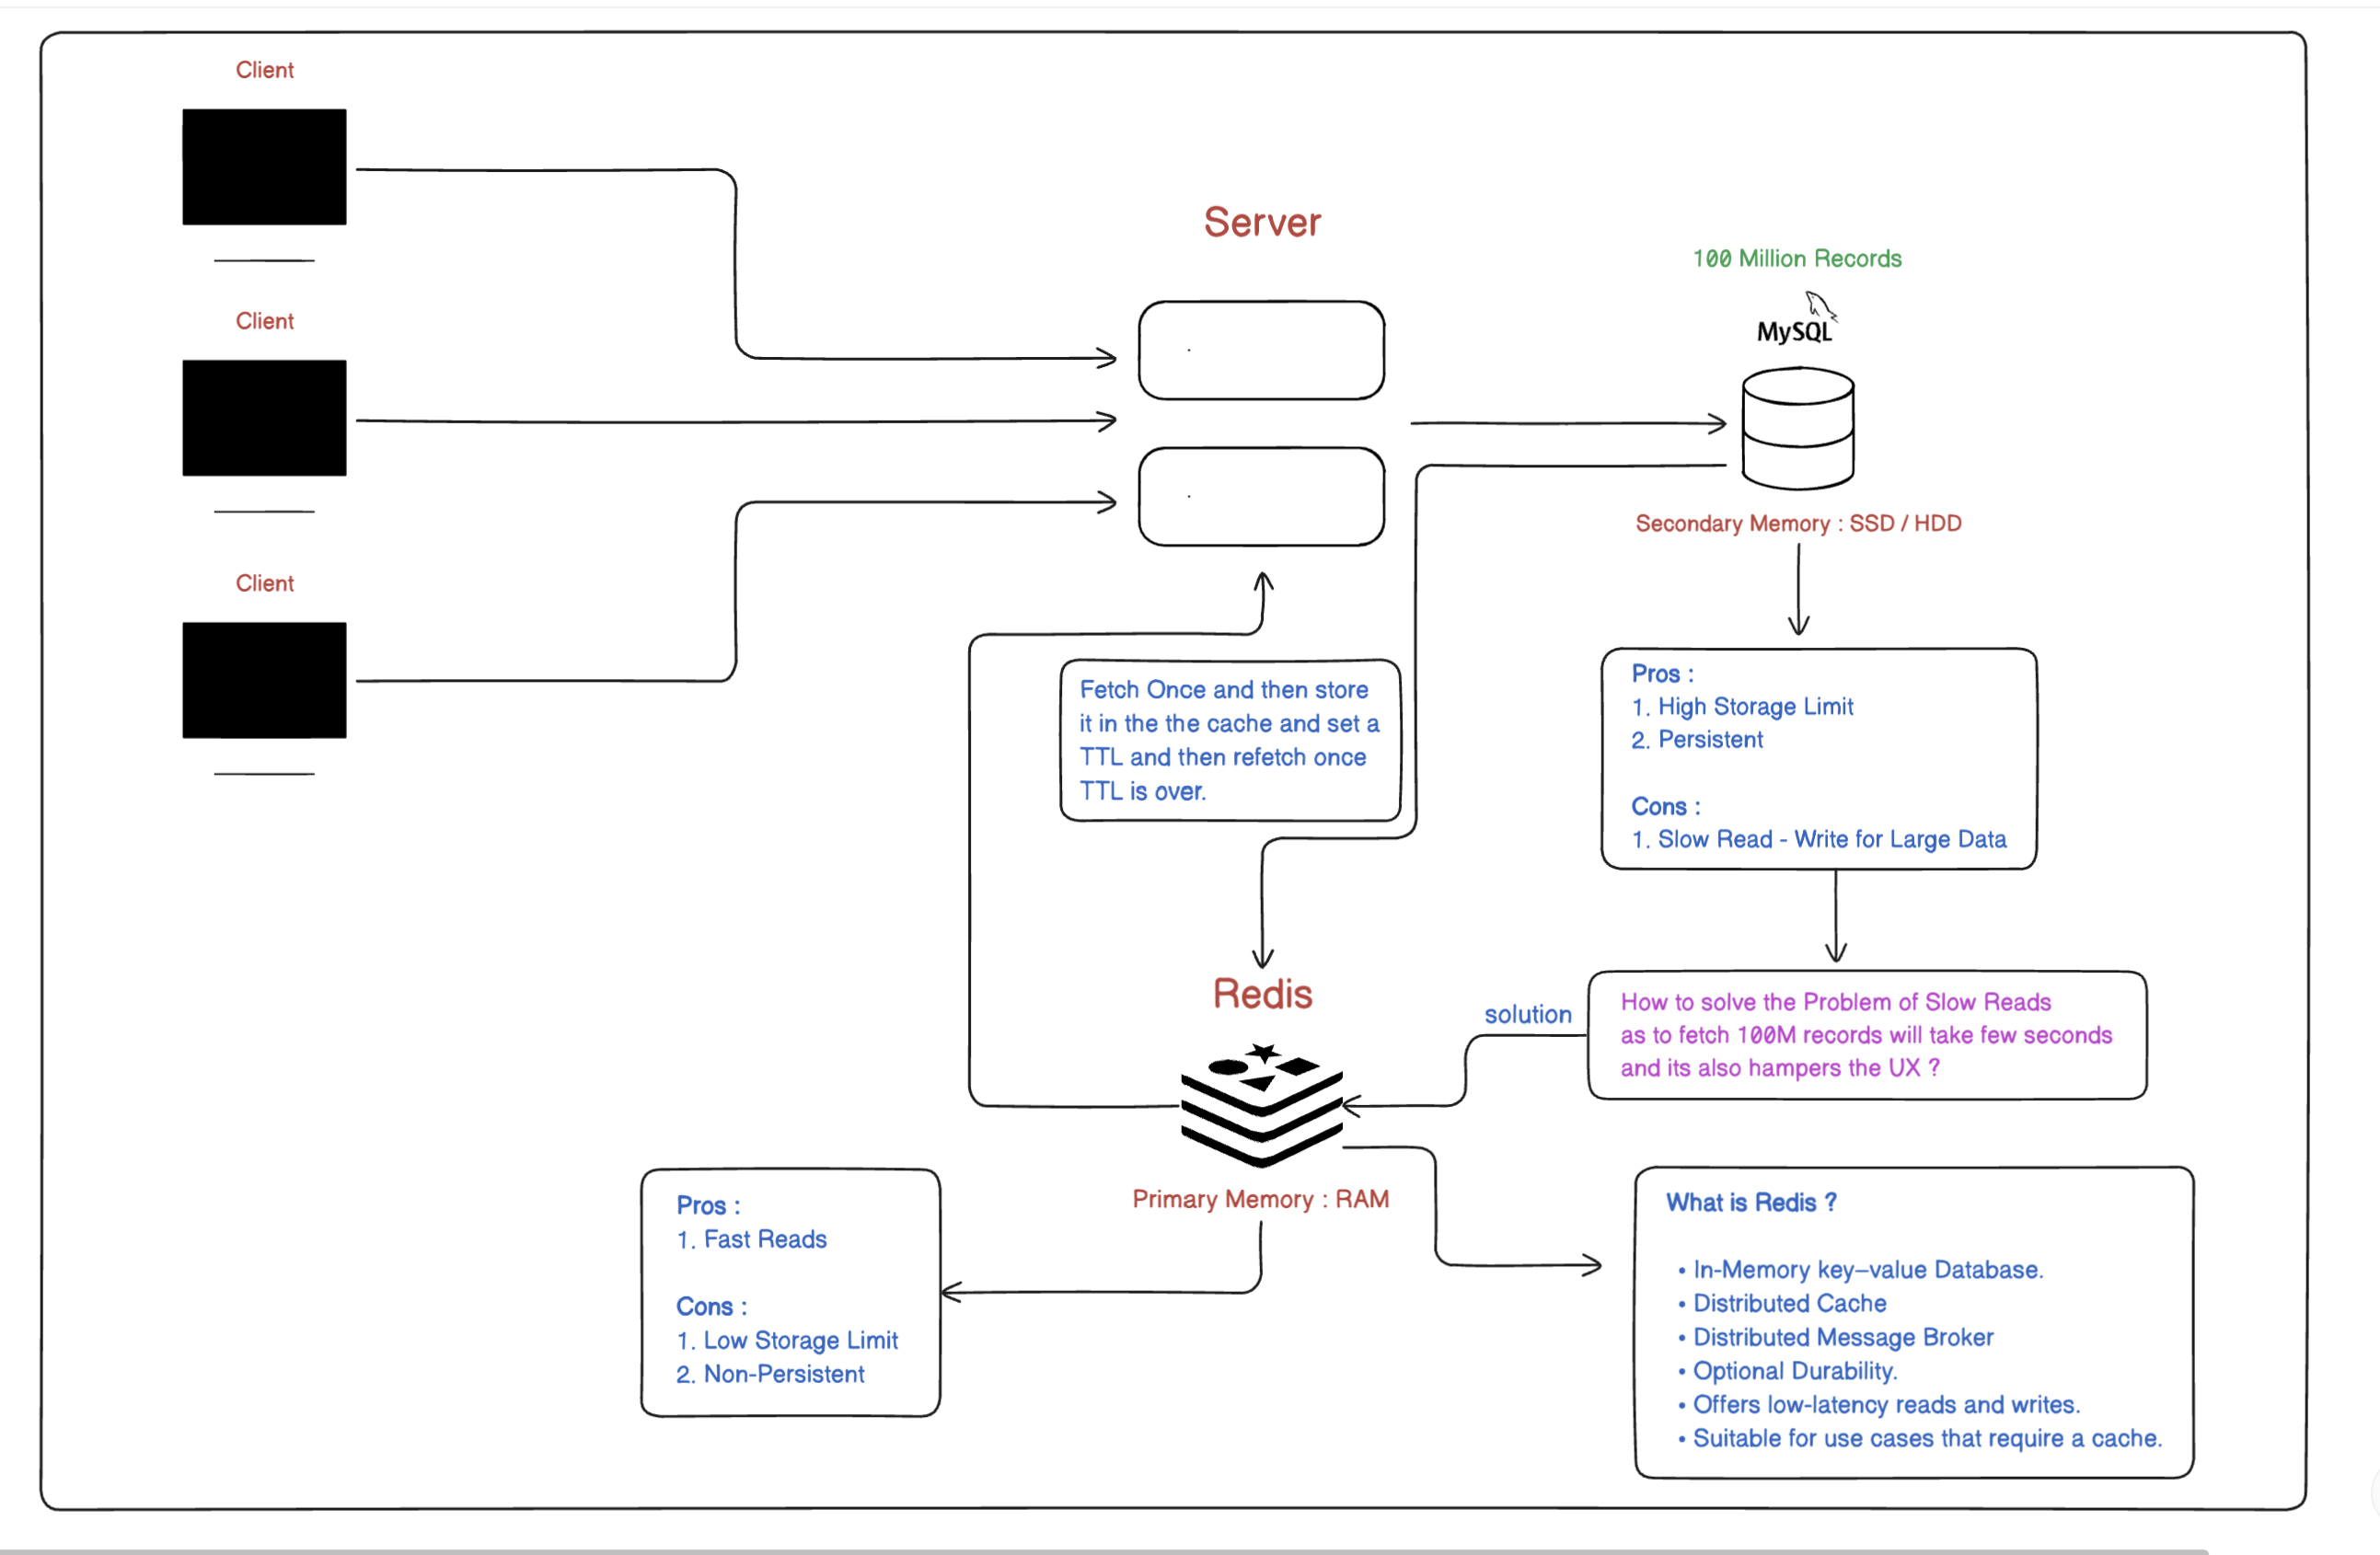 Client
Client
Client
Server
100 Million Records
MySQL
Secondary Memory : SSD / HDD
Pros :
1. High Storage Limit
2. Persistent
Cons :
1. Slow Read - Write for Large Data
Fetch Once and then store
it in the the cache and set a
TTL and then refetch once
TTL is over.
How to solve the Problem of Slow Reads
as to fetch 100M records will take few seconds
and its also hampers the UX ?
solution
Redis
Primary Memory : RAM
Pros :
1. Fast Reads
Cons :
1. Low Storage Limit
2. Non-Persistent
What is Redis ?
• In-Memory key–value Database.
• Distributed Cache
• Distributed Message Broker
• Optional Durability.
• Offers low-latency reads and writes.
• Suitable for use cases that require a cache.